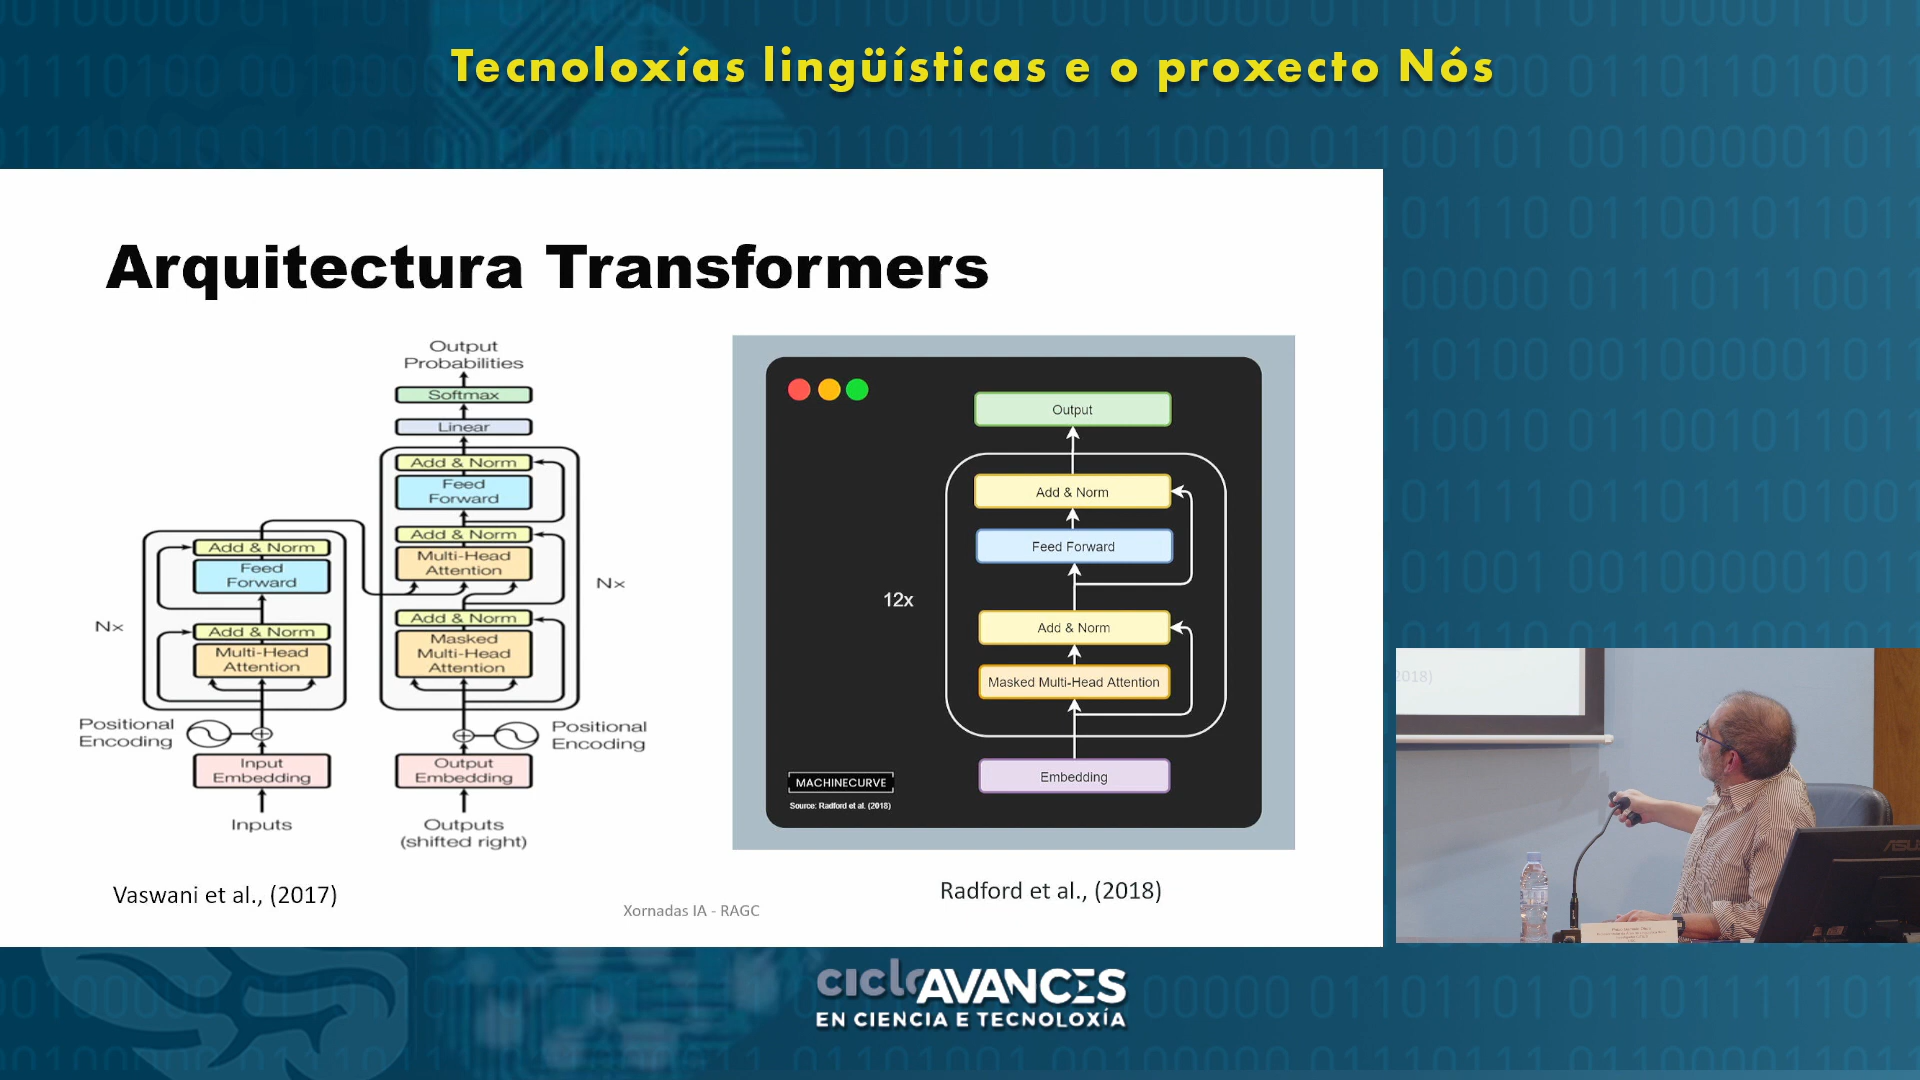 Tecnoloxías lingüísticas e o proxecto Nós
Arquitectura Transformers
Output
Probabilities
Softmax
Linear
Add & Norm
Feed
Forward
Add & Norm
Multi-Head
Attention
Nx
Add & Norm
Masked
Multi-Head
Attention
Add & Norm
Feed
Forward
Nx
Add & Norm
Multi-Head
Attention
Positional
Encoding
Positional
Encoding
Input
Embedding
Output
Embedding
Inputs
Outputs
(shifted right)
Vaswani et al., (2017)
Output
Add & Norm
Feed Forward
12x
Add & Norm
Masked Multi-Head Attention
Embedding
MACHINECURVE
Source: Radford et al. (2018)
Radford et al., (2018)
Xornadas IA - RAGC
2018)
ASUS
ciclo AVANCES
EN CIENCIA E TECNOLOXÍA